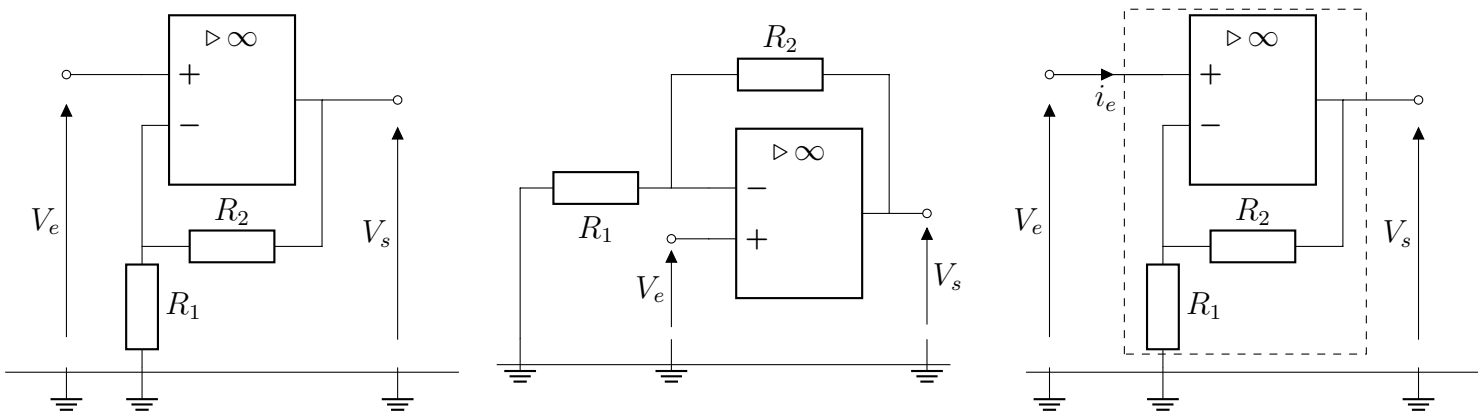 ▷ ∞
+
−
V_e
R_2
V_s
R_1
R_2
▷ ∞
R_1
−
+
V_e
V_s
▷ ∞
+
i_e
−
V_e
R_2
V_s
R_1